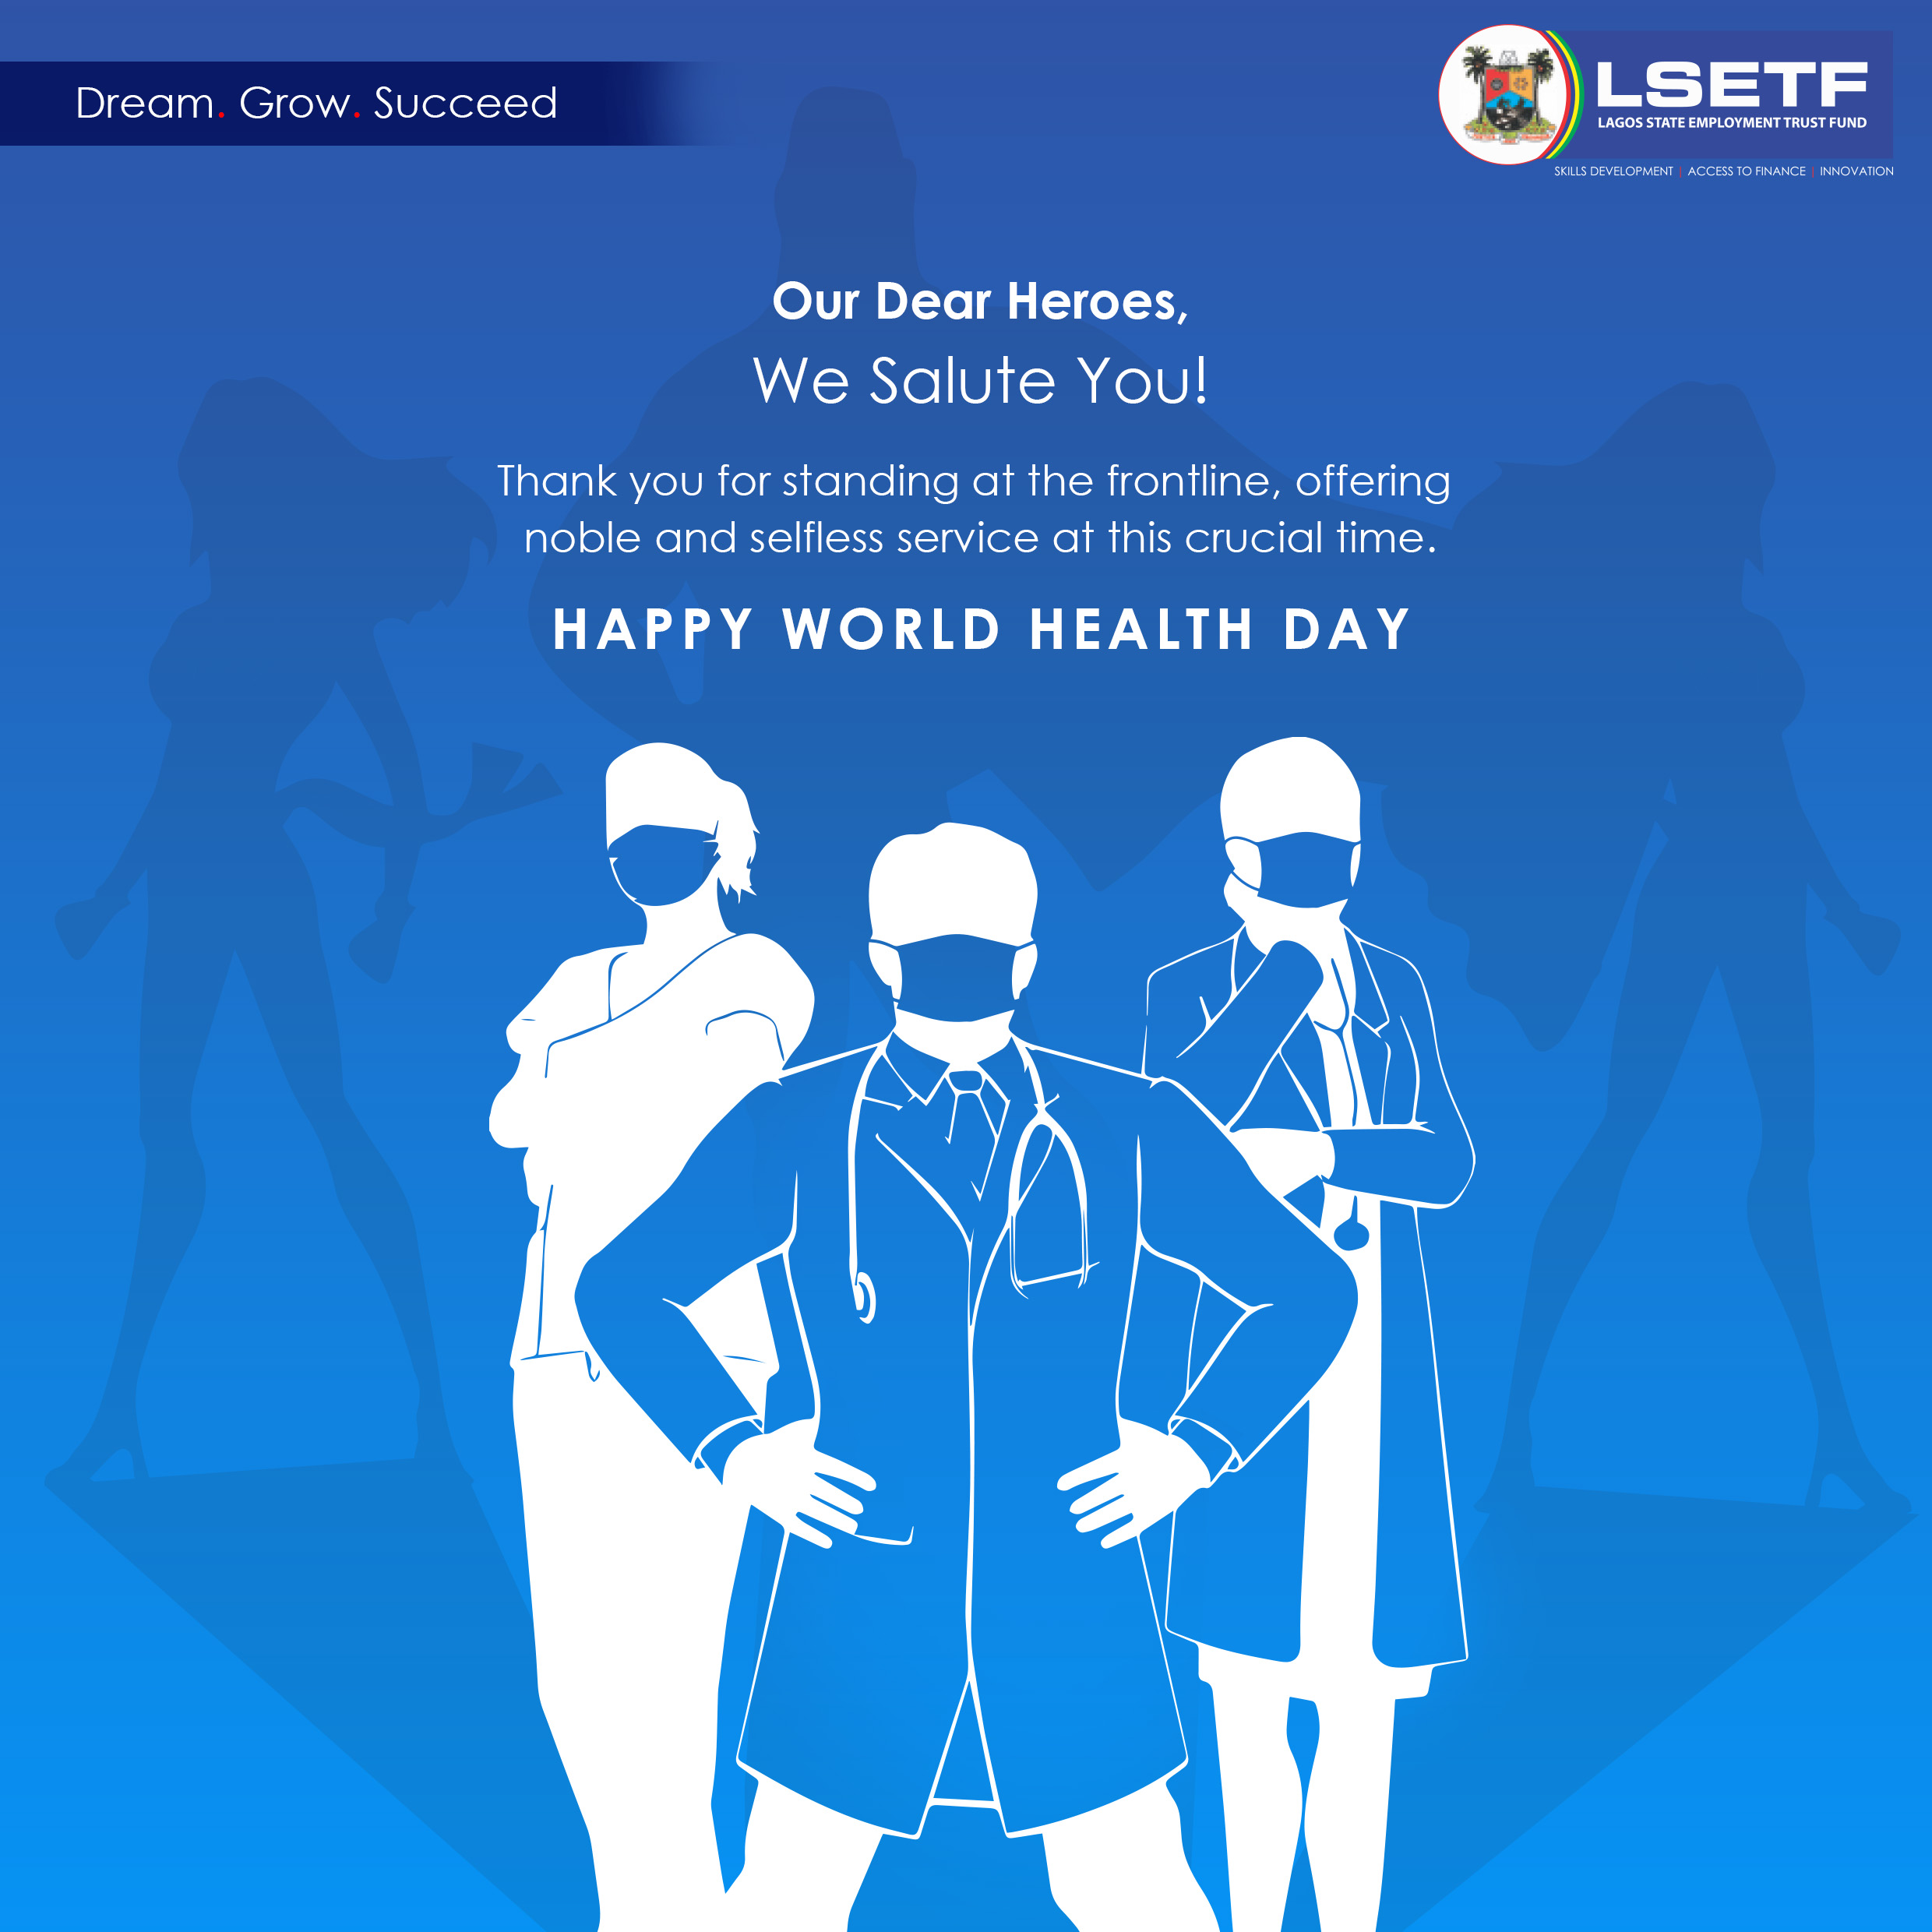 Dream. Grow. Succeed
LSETF
LAGOS STATE EMPLOYMENT TRUST FUND
SKILLS DEVELOPMENT | ACCESS TO FINANCE | INNOVATION
Our Dear Heroes,
We Salute You!
Thank you for standing at the frontline, offering
noble and selfless service at this crucial time.
HAPPY WORLD HEALTH DAY